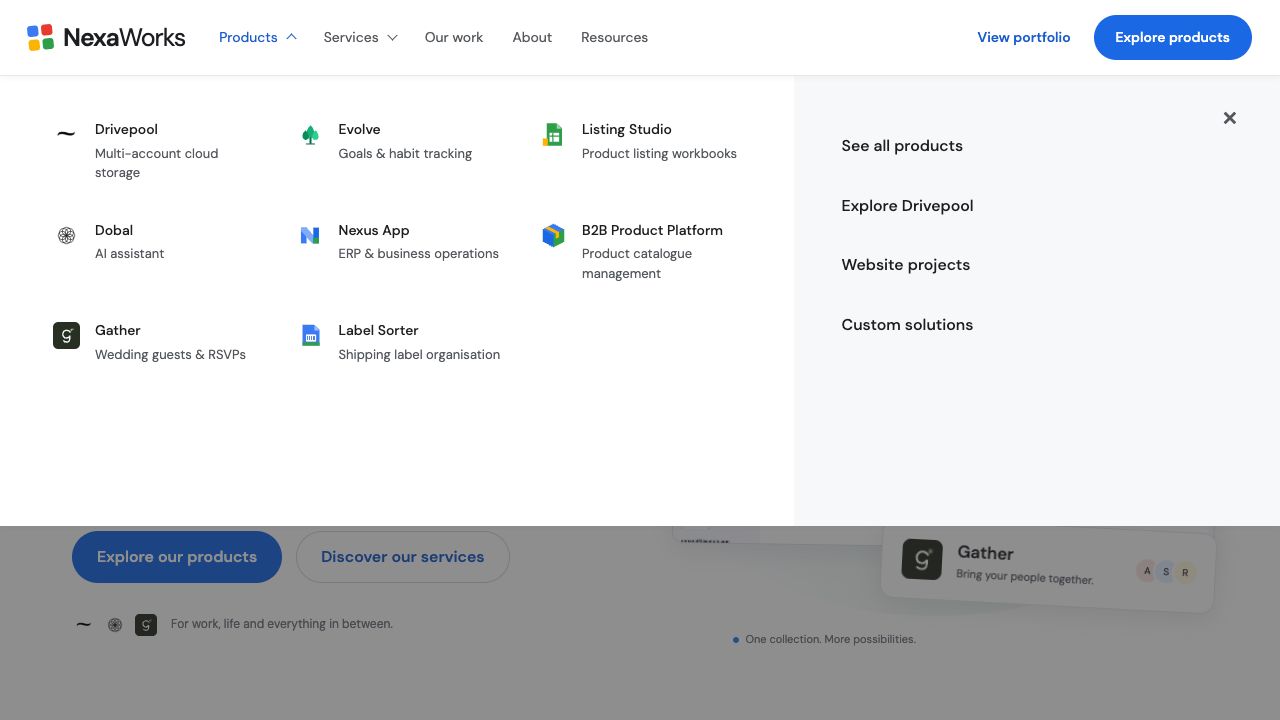 NexaWorks
Products
Services
Our work
About
Resources
View portfolio
Explore products
Drivepool
Multi-account cloud
storage
Evolve
Goals & habit tracking
Listing Studio
Product listing workbooks
Dobal
AI assistant
Nexus App
ERP & business operations
B2B Product Platform
Product catalogue
management
Gather
Wedding guests & RSVPs
Label Sorter
Shipping label organisation
See all products
Explore Drivepool
Website projects
Custom solutions
Explore our products
Discover our services
For work, life and everything in between.
Gather
Bring your people together.
A
S
R
One collection. More possibilities.